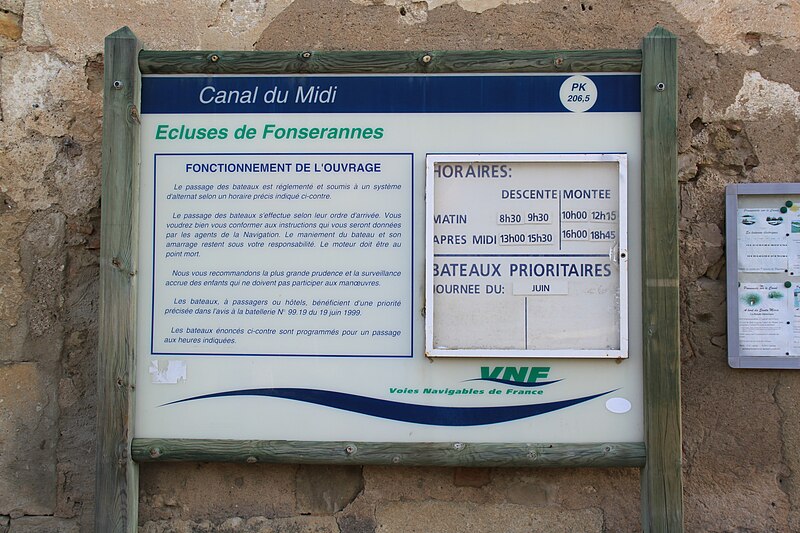 Canal du Midi
PK
206,5
Ecluses de Fonserannes
FONCTIONNEMENT DE L'OUVRAGE
Le passage des bateaux est réglementé et soumis à un système
d'alternat selon un horaire précis indiqué ci-contre.
Le passage des bateaux s'effectue selon leur ordre d'arrivée. Vous
voudrez bien vous conformer aux instructions qui vous seront données
par les agents de la Navigation. Le maniement du bateau et son
amarrage restent sous votre responsabilité. Le moteur doit être au
point mort.
Nous vous recommandons la plus grande prudence et la surveillance
accrue des enfants qui ne doivent pas participer aux manœuvres.
Les bateaux, à passagers ou hôtels, bénéficient d'une priorité
précisée dans l'avis à la batellerie N° 99.19 du 19 juin 1999.
Les bateaux énoncés ci-contre sont programmés pour un passage
aux heures indiquées.
HORAIRES:
DESCENTE MONTEE
MATIN 8h30 9h30 10h00 12h15
APRES MIDI 13h00 15h30 16h00 18h45
BATEAUX PRIORITAIRES
JOURNEE DU: JUIN
VNF
Voies Navigables de France